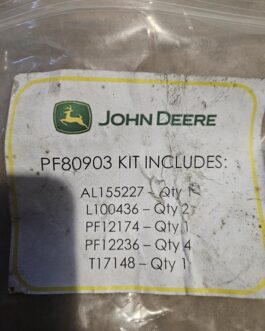 JOHN DEERE
PF80903 KIT INCLUDES:
AL155227 – Qty 1
L100436 – Qty 2
PF12174 – Qty 1
PF12236 – Qty 4
T17148 – Qty 1